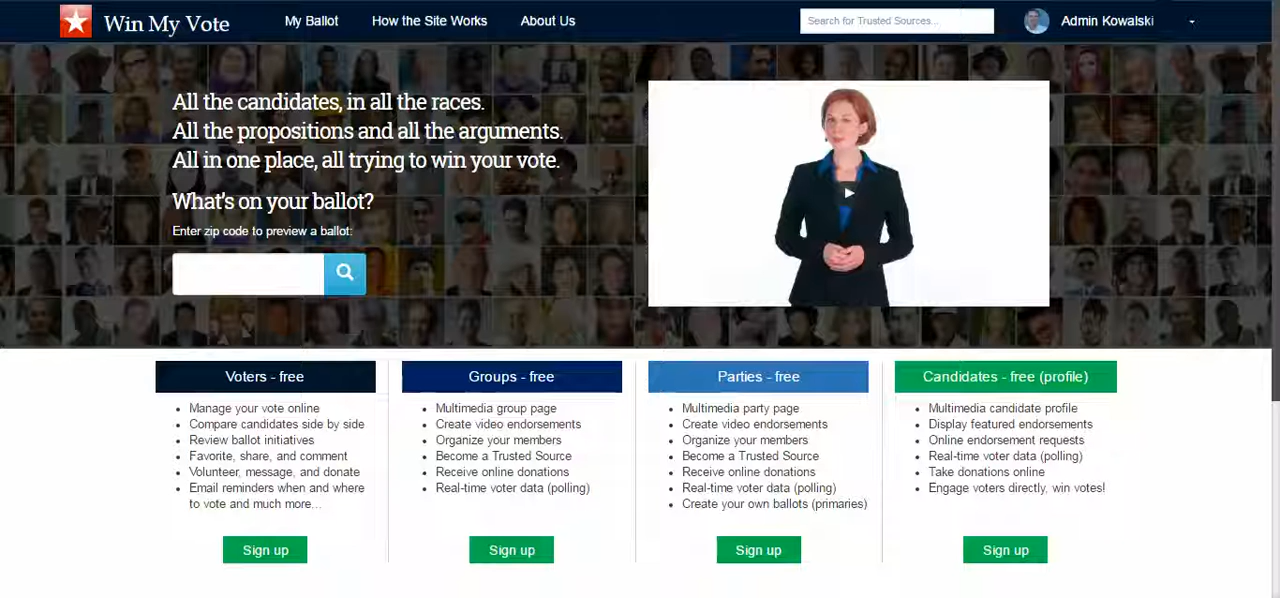 Win My Vote
My Ballot
How the Site Works
About Us
Search for Trusted Sources...
Admin Kowalski
All the candidates, in all the races.
All the propositions and all the arguments.
All in one place, all trying to win your vote.
What's on your ballot?
Enter zip code to preview a ballot:
Voters - free
Manage your vote online
Compare candidates side by side
Review ballot initiatives
Favorite, share, and comment
Volunteer, message, and donate
Email reminders when and where
to vote and much more...
Sign up
Groups - free
Multimedia group page
Create video endorsements
Organize your members
Become a Trusted Source
Receive online donations
Real-time voter data (polling)
Sign up
Parties - free
Multimedia party page
Create video endorsements
Organize your members
Become a Trusted Source
Receive online donations
Real-time voter data (polling)
Create your own ballots (primaries)
Sign up
Candidates - free (profile)
Multimedia candidate profile
Display featured endorsements
Online endorsement requests
Real-time voter data (polling)
Take donations online
Engage voters directly, win votes!
Sign up